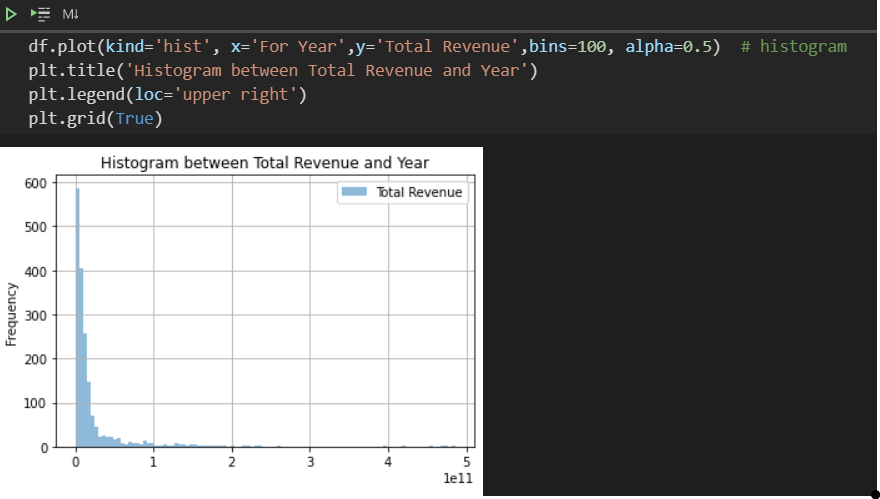 M↓
df.plot(kind='hist', x='For Year',y='Total Revenue',bins=100, alpha=0.5)  # histogram
plt.title('Histogram between Total Revenue and Year')
plt.legend(loc='upper right')
plt.grid(True)
Histogram between Total Revenue and Year
Total Revenue
600
500
400
300
200
100
0
Frequency
0 1 2 3 4 5
1e11